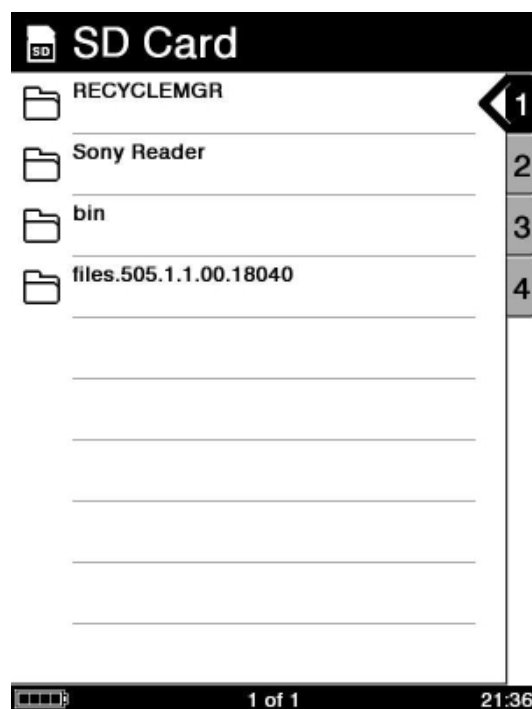 SD
SD Card
RECYCLEMGR
1
Sony Reader
2
bin
3
files.505.1.1.00.18040
4
1 of 1
21:36